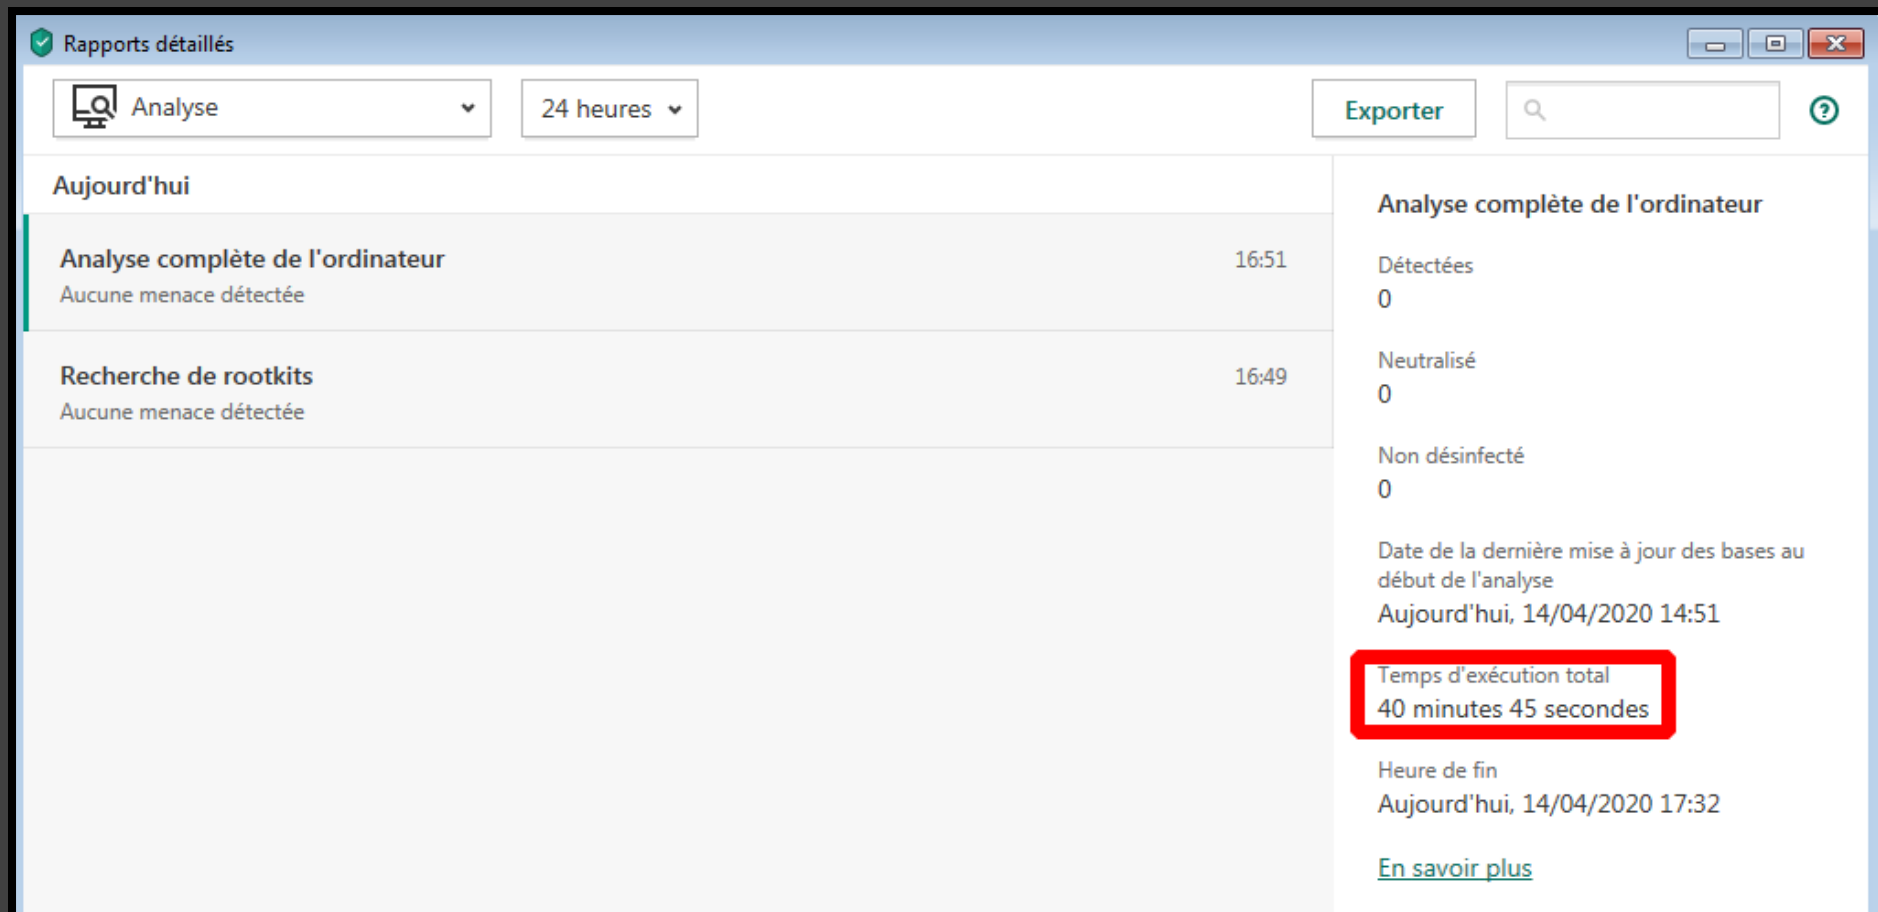 Rapports détaillés
Analyse
24 heures
Exporter
Aujourd'hui
Analyse complète de l'ordinateur
16:51
Aucune menace détectée
Recherche de rootkits
16:49
Aucune menace détectée
Analyse complète de l'ordinateur
Détectées
0
Neutralisé
0
Non désinfecté
0
Date de la dernière mise à jour des bases au
début de l'analyse
Aujourd'hui, 14/04/2020 14:51
Temps d'exécution total
40 minutes 45 secondes
Heure de fin
Aujourd'hui, 14/04/2020 17:32
En savoir plus